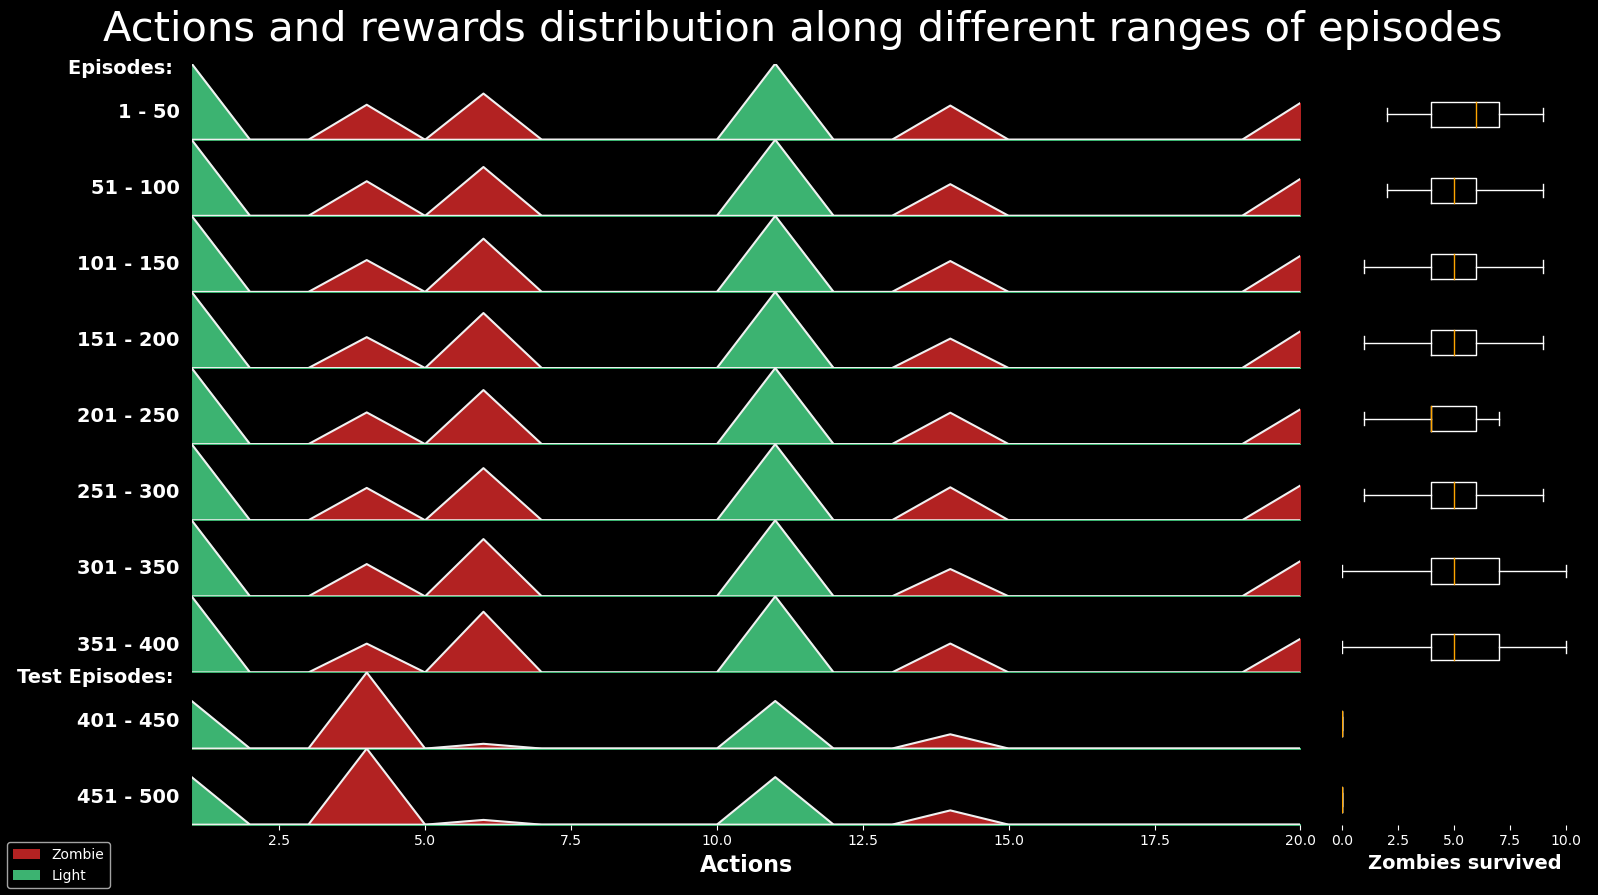 Actions and rewards distribution along different ranges of episodes
Episodes:
1 - 50
51 - 100
101 - 150
151 - 200
201 - 250
251 - 300
301 - 350
351 - 400
Test Episodes:
401 - 450
451 - 500
2.5 5.0 7.5 10.0 12.5 15.0 17.5 20.0
Actions
0.0 2.5 5.0 7.5 10.0
Zombies survived
Zombie
Light